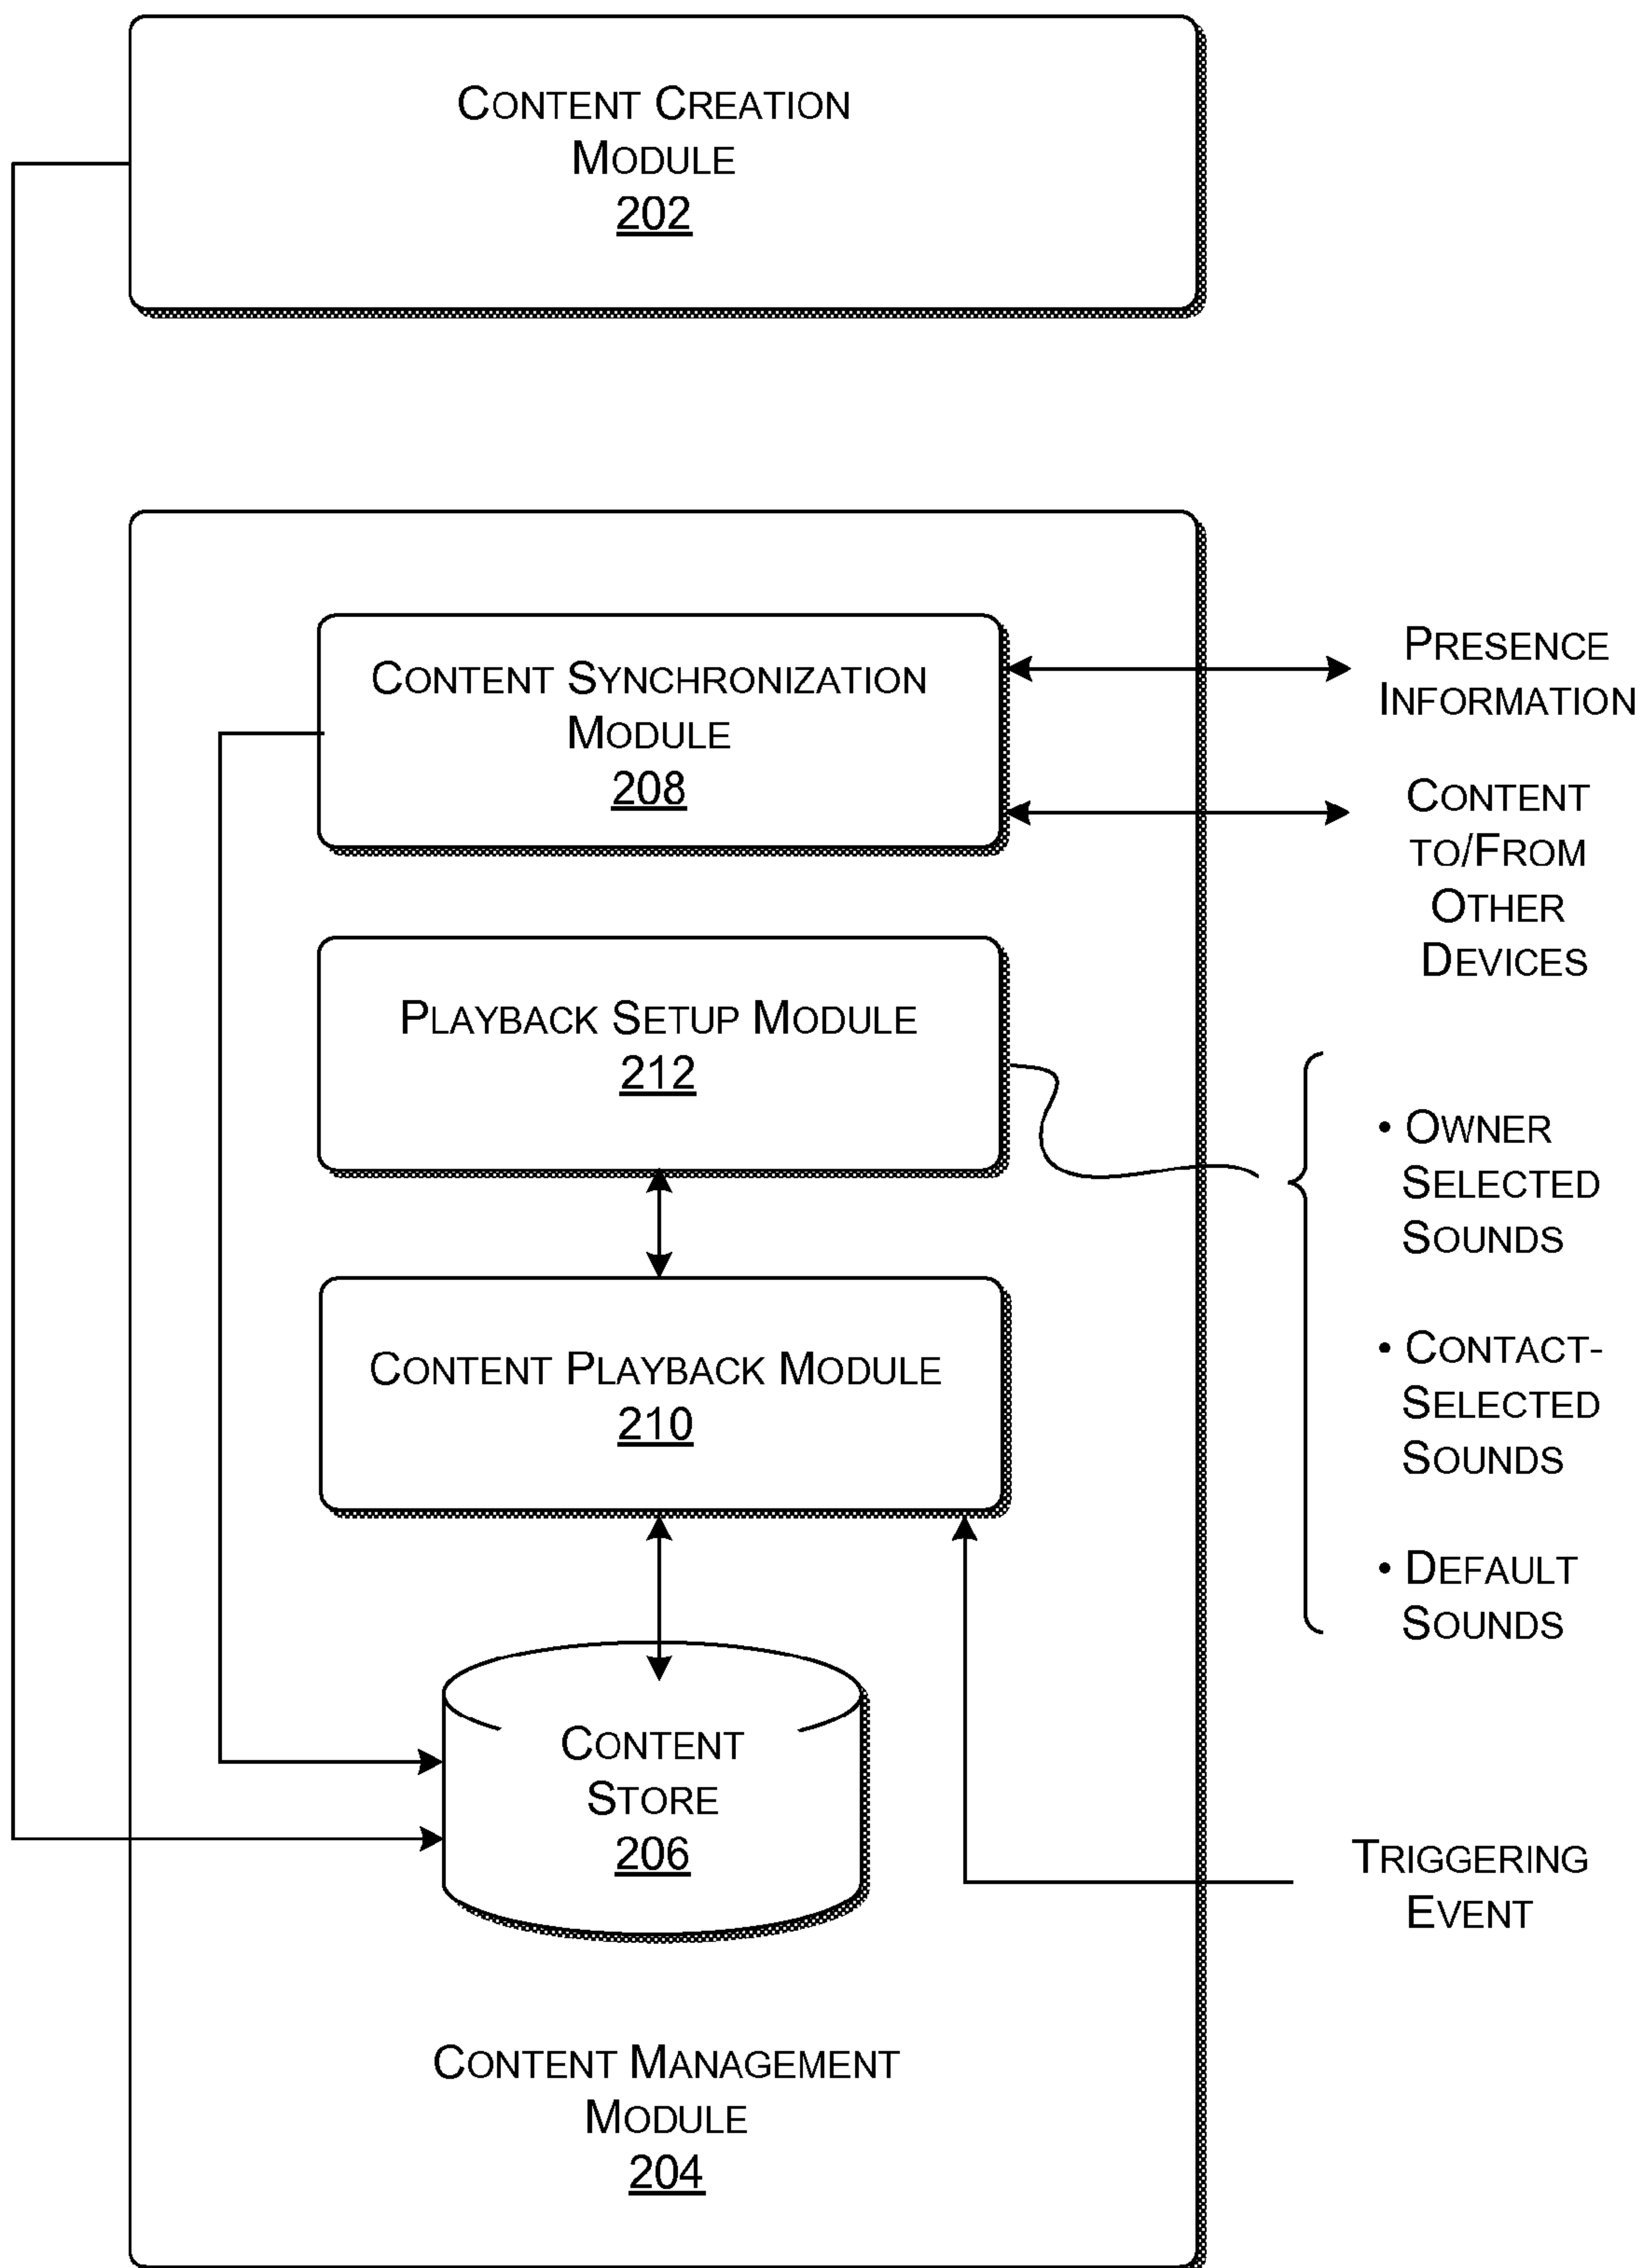 CONTENT CREATION
MODULE
202
CONTENT SYNCHRONIZATION
MODULE
208
PRESENCE
INFORMATION
CONTENT
TO/FROM
OTHER
DEVICES
PLAYBACK SETUP MODULE
212
• OWNER
SELECTED
SOUNDS
• CONTACT-
SELECTED
SOUNDS
• DEFAULT
SOUNDS
CONTENT PLAYBACK MODULE
210
CONTENT
STORE
206
TRIGGERING
EVENT
CONTENT MANAGEMENT
MODULE
204